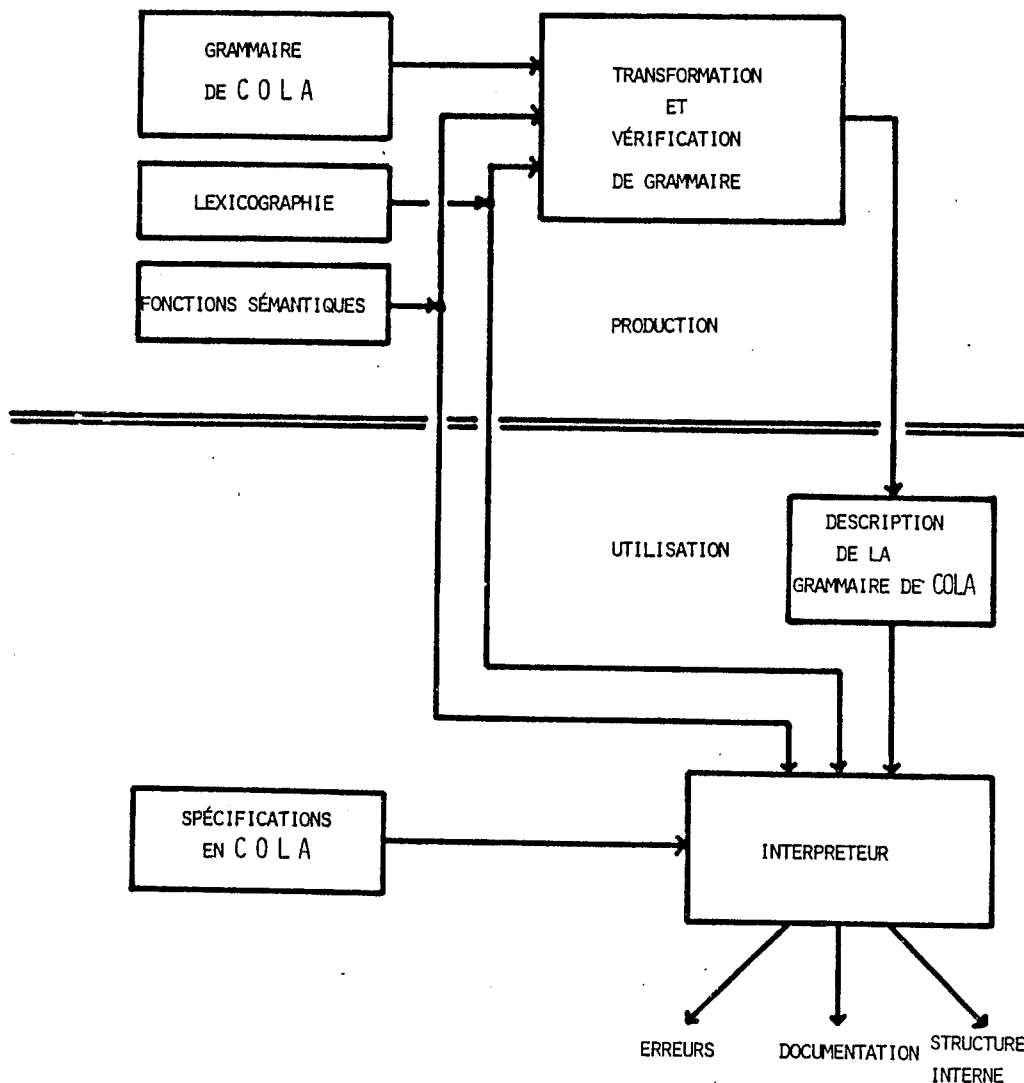 GRAMMAIRE
DE COLA
TRANSFORMATION
ET
VÉRIFICATION
DE GRAMMAIRE
LEXICOGRAPHIE
FONCTIONS SÉMANTIQUES
PRODUCTION
UTILISATION
DESCRIPTION
DE LA
GRAMMAIRE DE COLA
SPÉCIFICATIONS
EN COLA
INTERPRETEUR
ERREURS
DOCUMENTATION
STRUCTURE
INTERNE